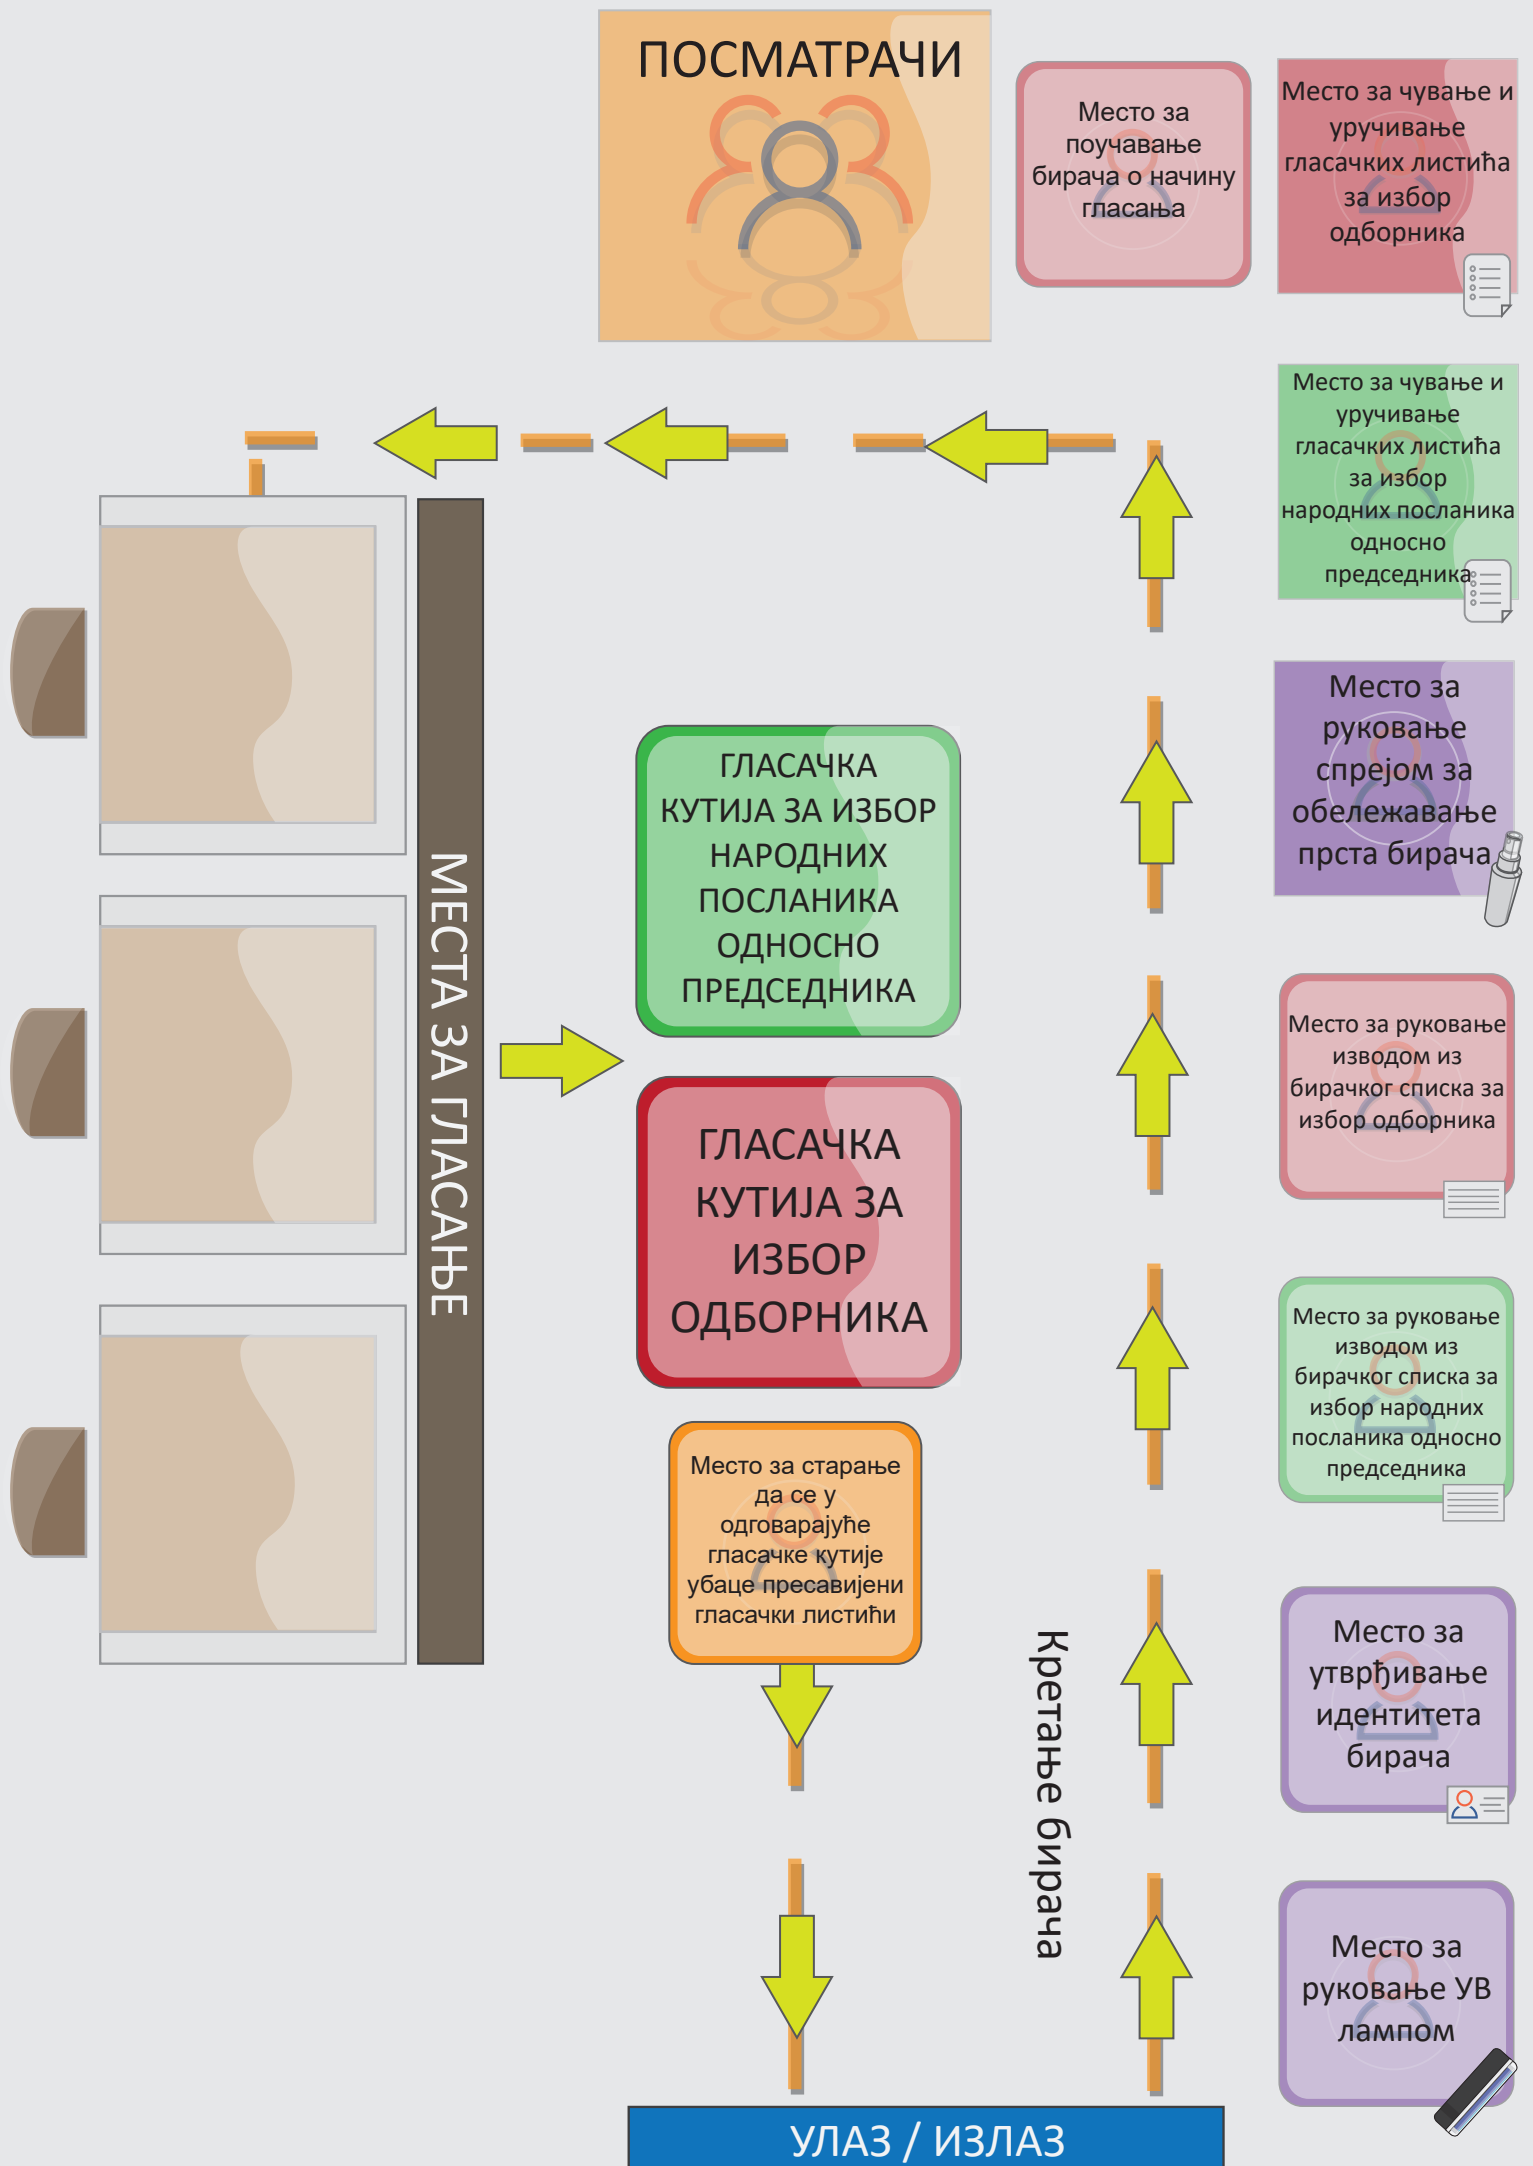 ПОСМАТРАЧИ
Место за
поучавање
бирача о начину
гласања
Место за чување и
уручивање
гласачких листића
за избор
одборника
Место за чување и
уручивање
гласачких листића
за избор
народних посланика
односно
председника
Место за
руковање
спрејом за
обележавање
прста бирача
МЕСТА ЗА ГЛАСАЊЕ
ГЛАСАЧКА
КУТИЈА ЗА ИЗБОР
НАРОДНИХ
ПОСЛАНИКА
ОДНОСНО
ПРЕДСЕДНИКА
ГЛАСАЧКА
КУТИЈА ЗА
ИЗБОР
ОДБОРНИКА
Место за руковање
изводом из
бирачког списка за
избор одборника
Место за руковање
изводом из
бирачког списка за
избор народних
посланика односно
председника
Место за старање
да се у
одговарајуће
гласачке кутије
убаце пресавијени
гласачки листићи
Кретање бирача
Место за
утврђивање
идентитета
бирача
Место за
руковање УВ
лампом
УЛАЗ / ИЗЛАЗ